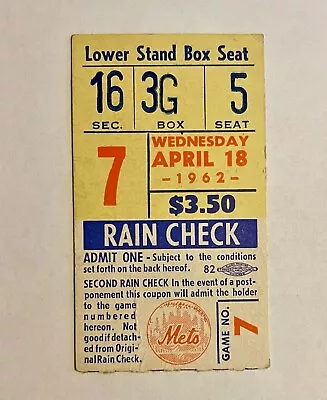 Lower Stand Box Seat
16 3G 5
SEC. BOX SEAT
7
WEDNESDAY
APRIL 18
-1962-
$3.50
RAIN CHECK
ADMIT ONE - Subject to the conditions
set forth on the back hereof. 82
SECOND RAIN CHECK In the event of a post-
ponement this coupon will admit the holder
to the game
numbered
hereon. Not
good if detach-
ed from Orig-
inal Rain Check.
Mets
GAME NO. 7